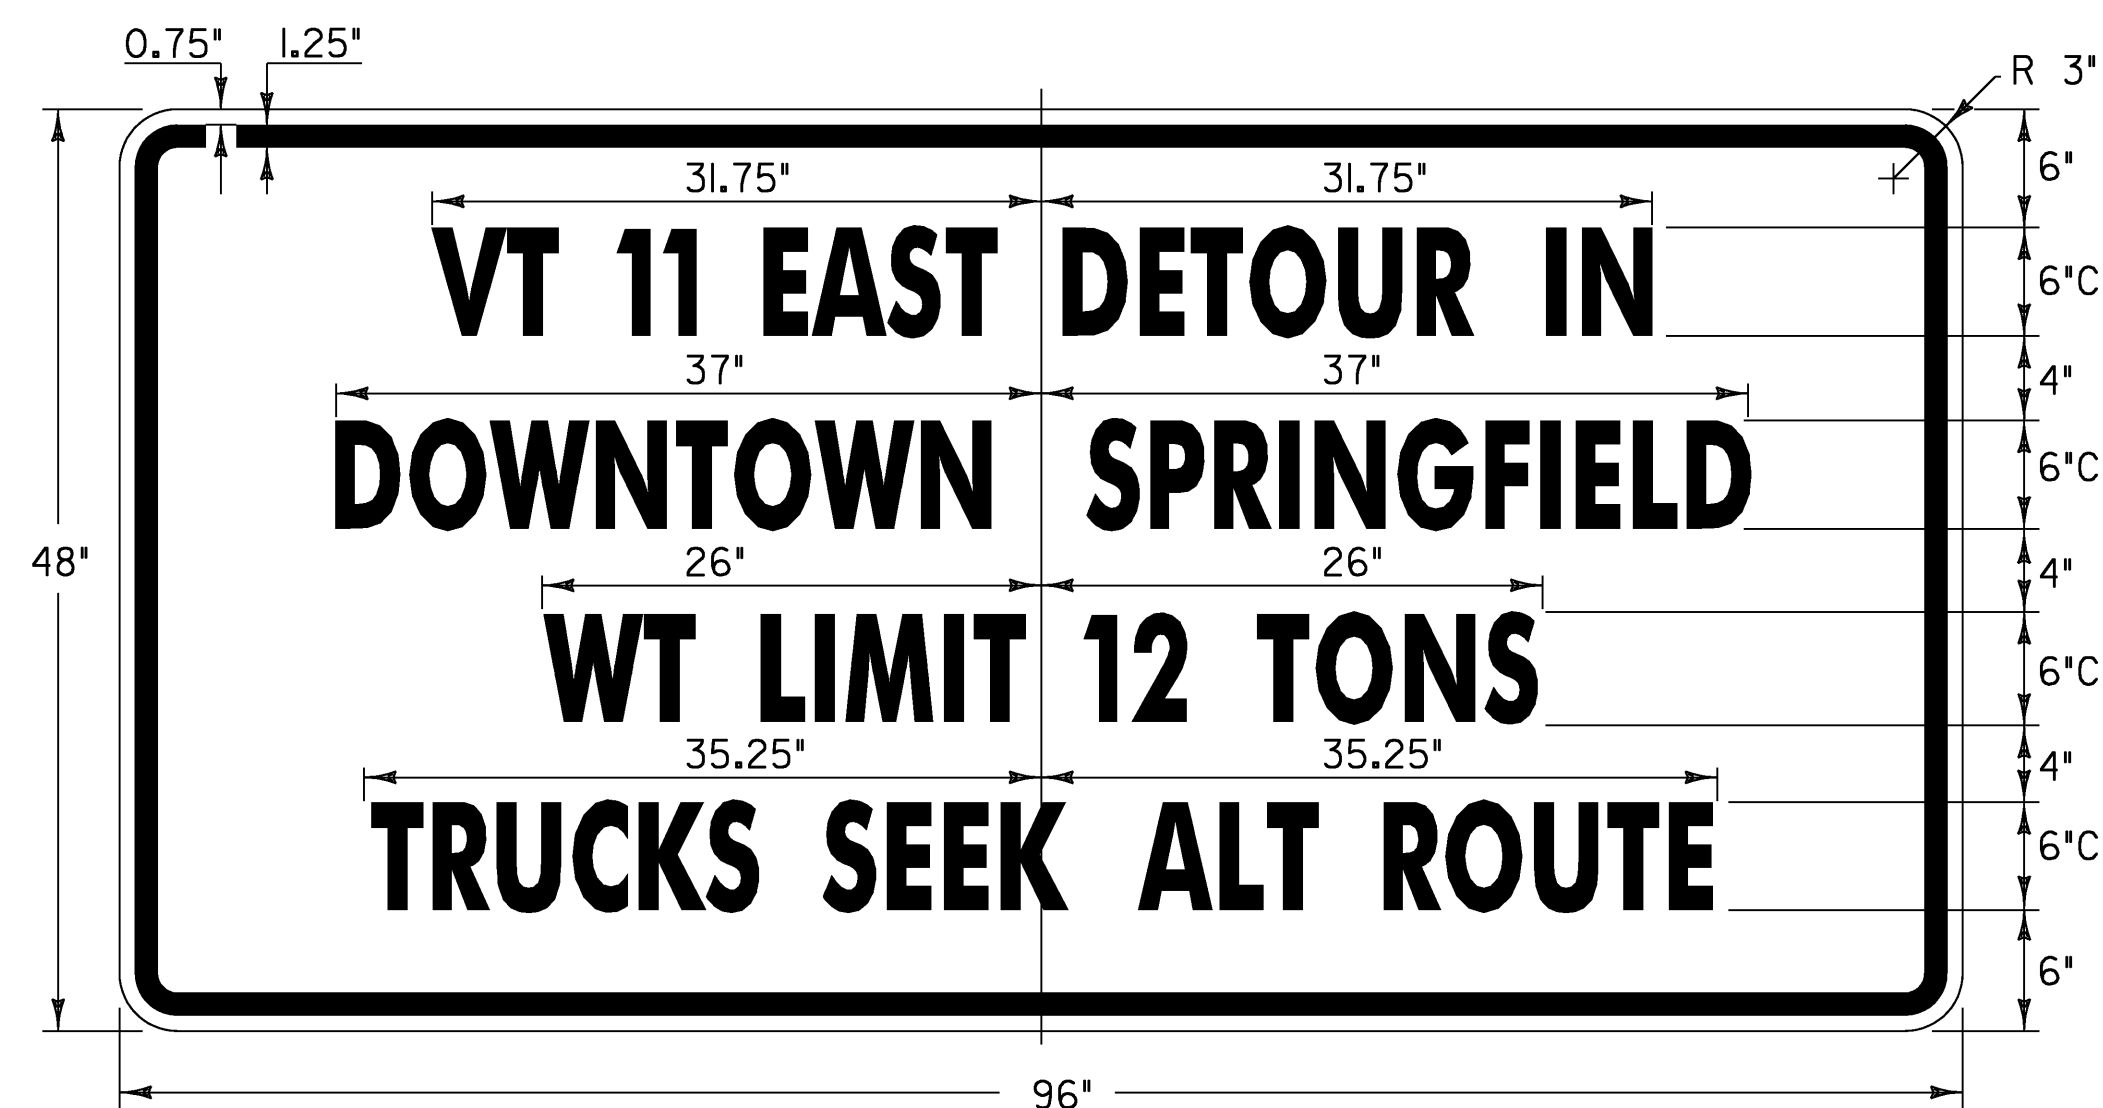 0.75" 1.25"
R 3"
6"
31.75" 31.75"
VT 11 EAST DETOUR IN
6"C
37" 37"
4"
DOWNTOWN SPRINGFIELD
6"C
48"
26" 26"
4"
WT LIMIT 12 TONS
6"C
35.25" 35.25"
4"
TRUCKS SEEK ALT ROUTE
6"C
6"
96"